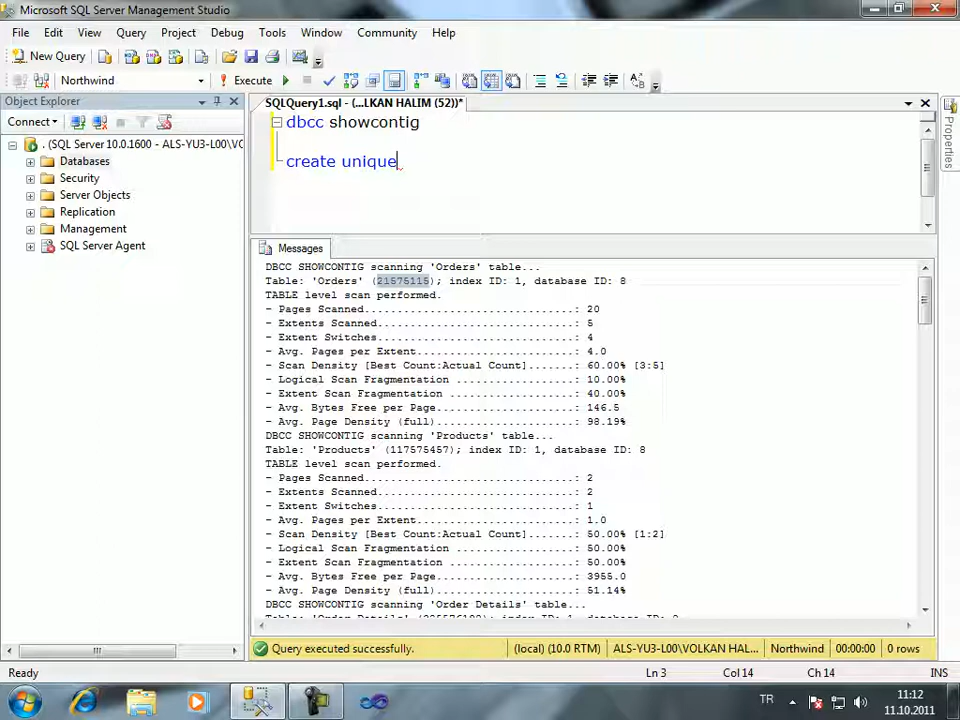 Microsoft SQL Server Management Studio
File Edit View Query Project Debug Tools Window Community Help
New Query
Northwind Execute
Object Explorer
SQLQuery1.sql - (...LKAN HALIM (52))*
Connect
dbcc showcontig
. (SQL Server 10.0.1600 - ALS-YU3-L00\VO
Databases
create unique
Security
Server Objects
Replication
Management
SQL Server Agent
Properties
Messages
DBCC SHOWCONTIG scanning 'Orders' table...
Table: 'Orders' (21575115); index ID: 1, database ID: 8
TABLE level scan performed.
- Pages Scanned................................: 20
- Extents Scanned..............................: 5
- Extent Switches..............................: 4
- Avg. Pages per Extent........................: 4.0
- Scan Density [Best Count:Actual Count].......: 60.00% [3:5]
- Logical Scan Fragmentation ..................: 10.00%
- Extent Scan Fragmentation ...................: 40.00%
- Avg. Bytes Free per Page.....................: 146.5
- Avg. Page Density (full).....................: 98.19%
DBCC SHOWCONTIG scanning 'Products' table...
Table: 'Products' (117575457); index ID: 1, database ID: 8
TABLE level scan performed.
- Pages Scanned................................: 2
- Extents Scanned..............................: 2
- Extent Switches..............................: 1
- Avg. Pages per Extent........................: 1.0
- Scan Density [Best Count:Actual Count].......: 50.00% [1:2]
- Logical Scan Fragmentation ..................: 50.00%
- Extent Scan Fragmentation ...................: 50.00%
- Avg. Bytes Free per Page.....................: 3955.0
- Avg. Page Density (full).....................: 51.14%
DBCC SHOWCONTIG scanning 'Order Details' table...
Query executed successfully. (local) (10.0 RTM) ALS-YU3-L00\VOLKAN HAL... Northwind 00:00:00 0 rows
Ready Ln 3 Col 14 Ch 14 INS
TR 11:12
11.10.2011